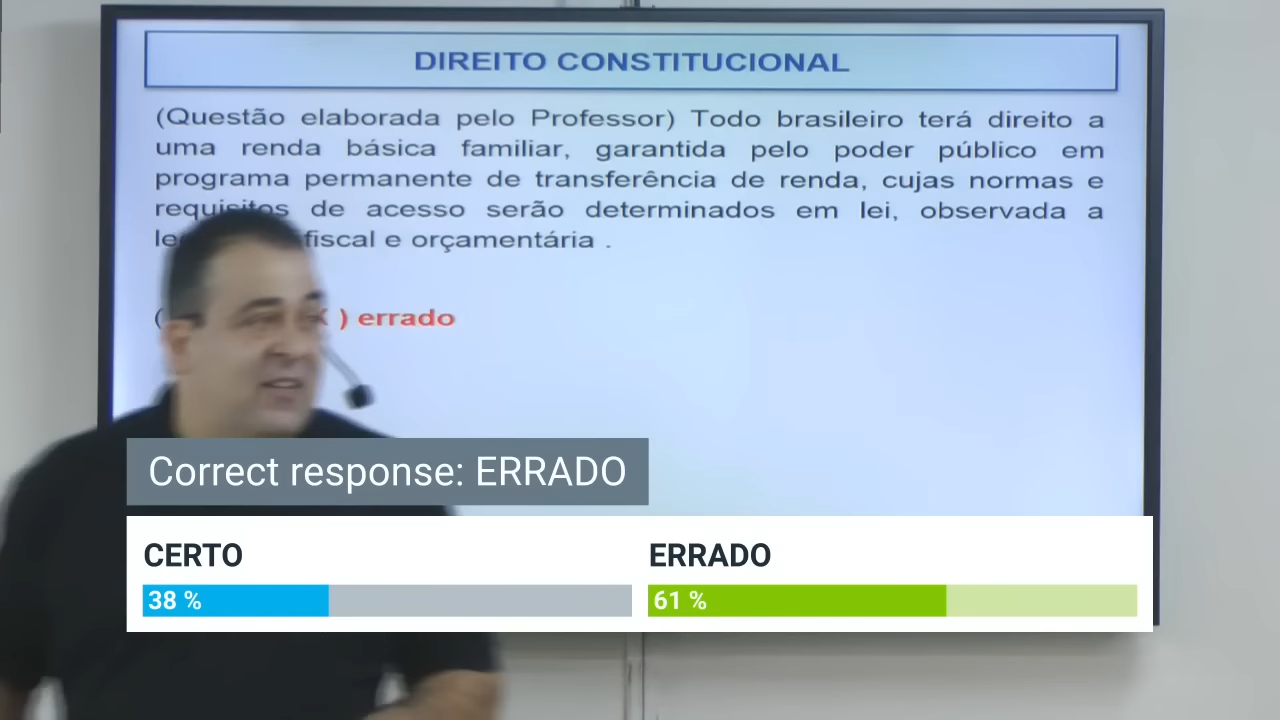 DIREITO CONSTITUCIONAL
(Questão elaborada pelo Professor) Todo brasileiro terá direito a
uma renda básica familiar, garantida pelo poder público em
programa permanente de transferência de renda, cujas normas e
requisitos de acesso serão determinados em lei, observada a
fiscal e orçamentária .
( ) errado
Correct response: ERRADO
CERTO
38 %
ERRADO
61 %